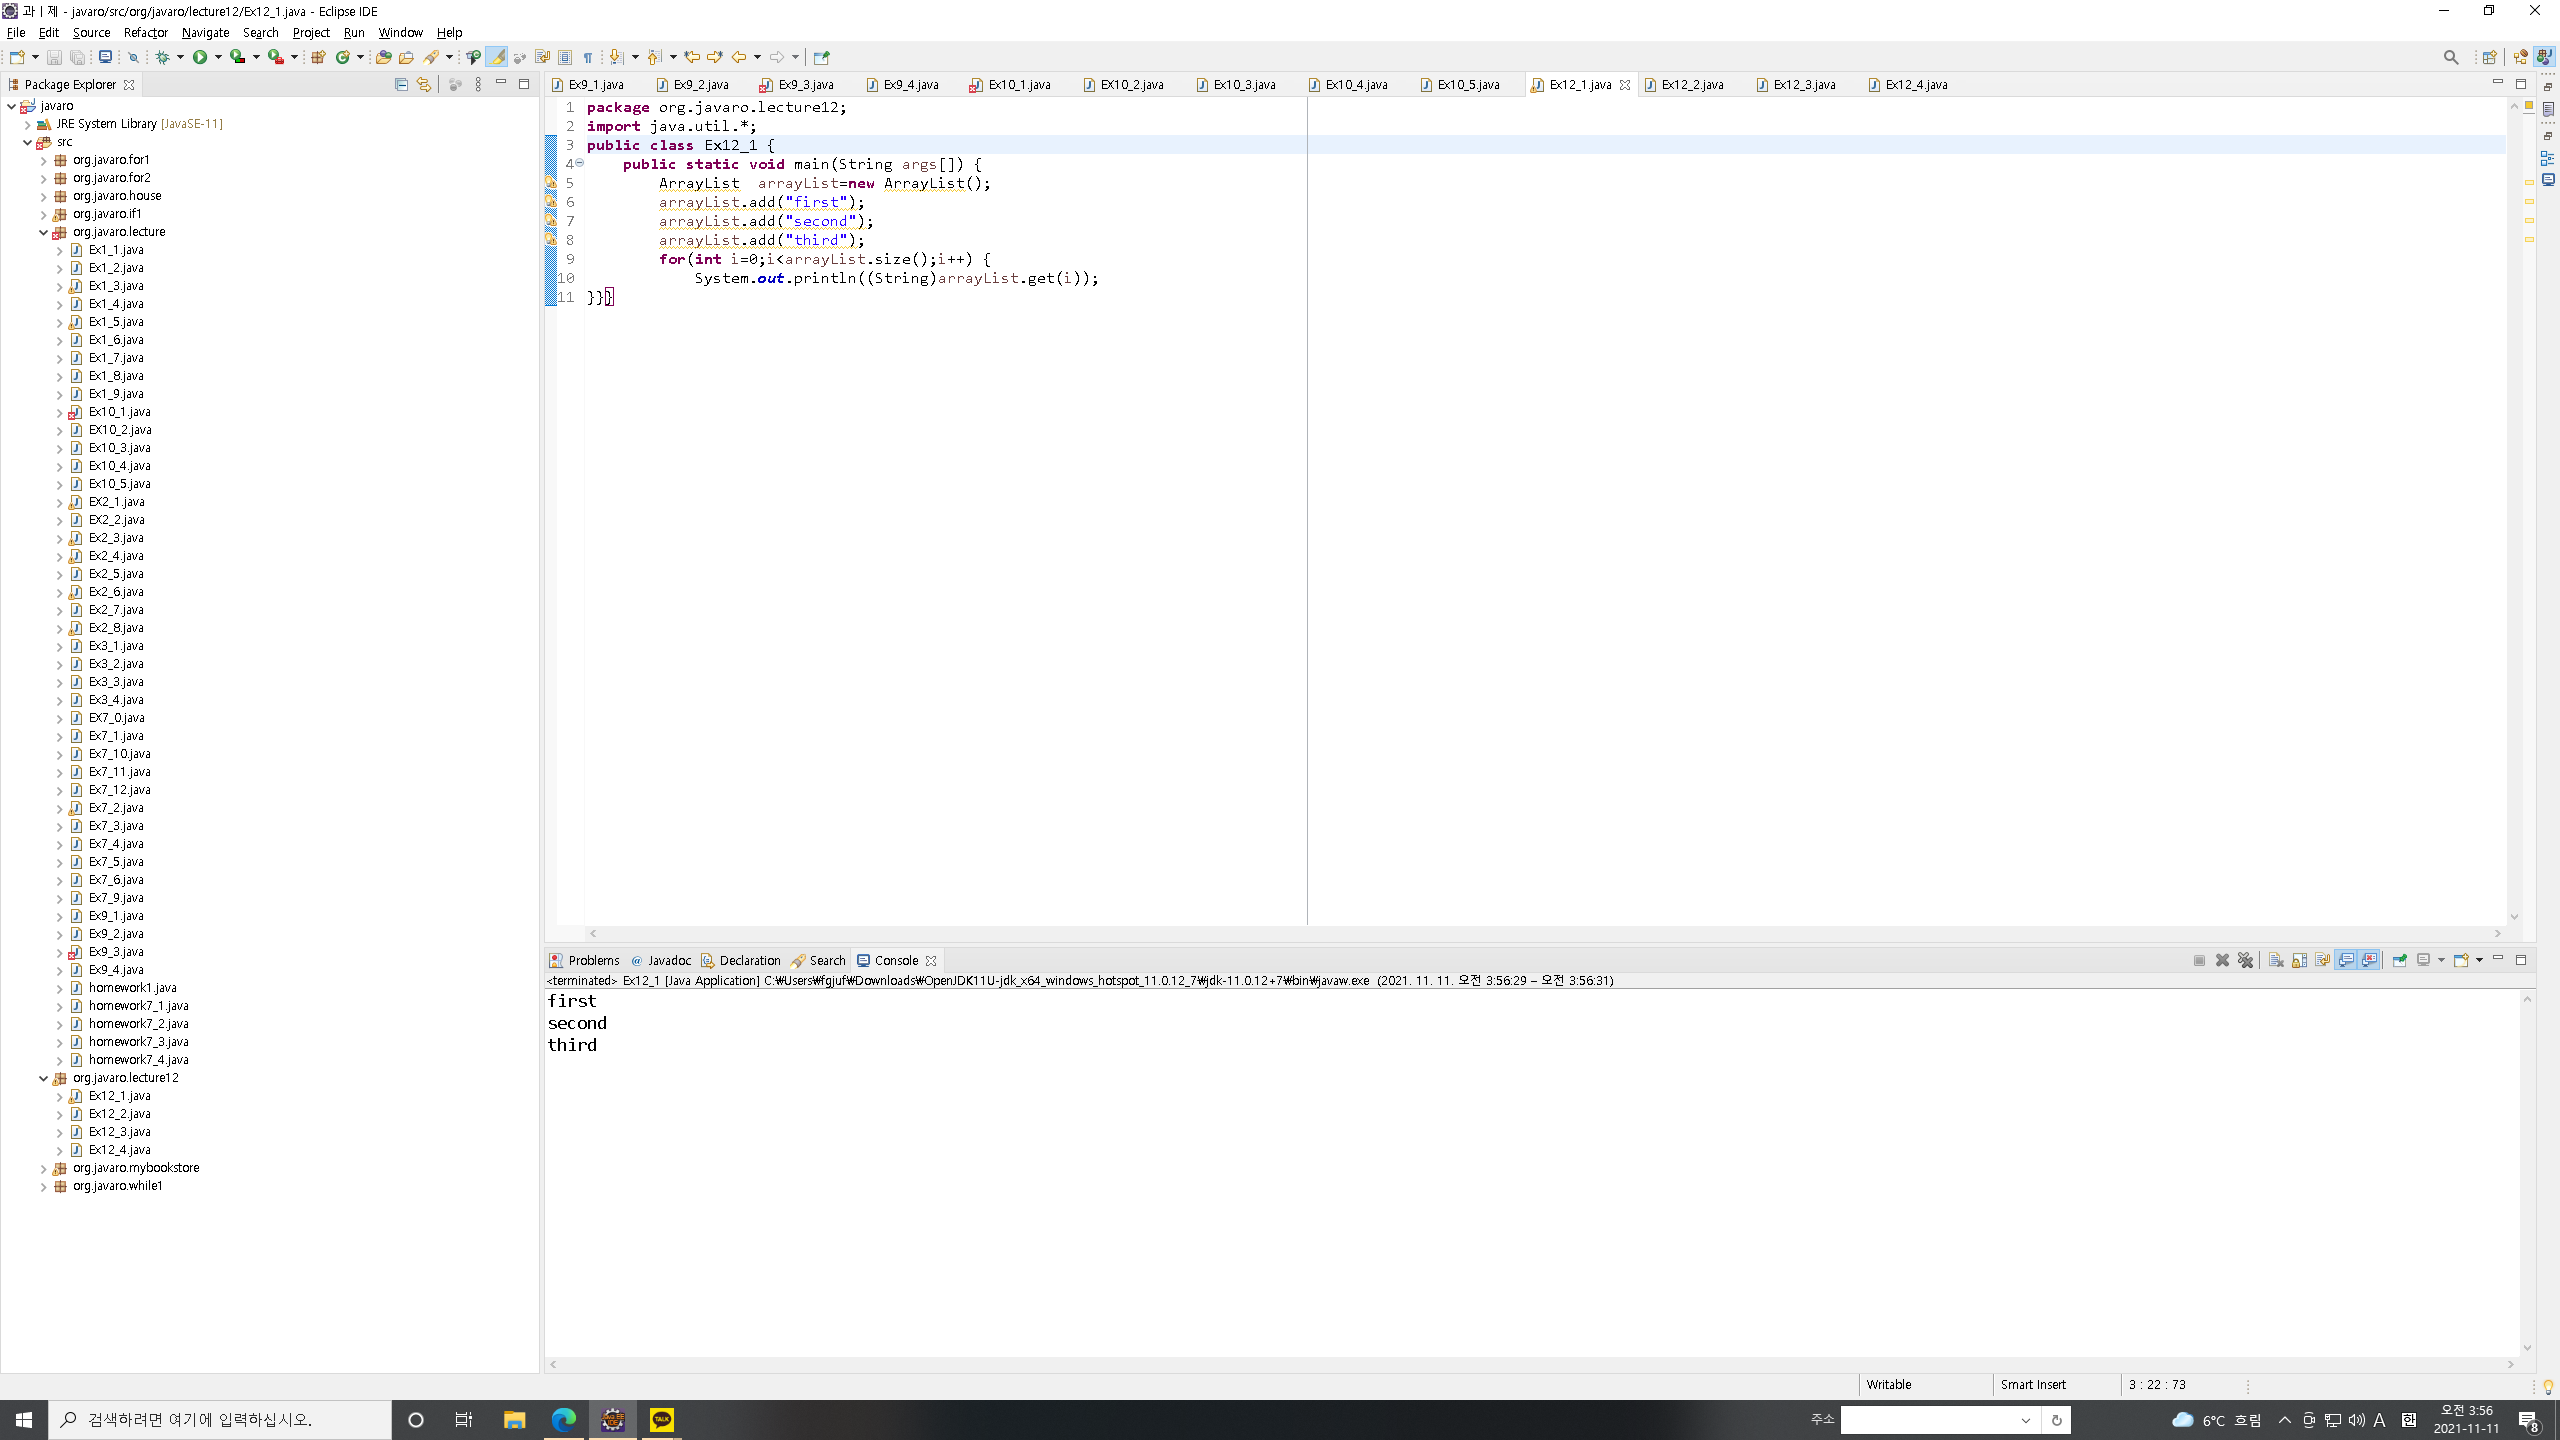 과ㅣ제 - javaro/src/org/javaro/lecture12/Ex12_1.java - Eclipse IDE
File Edit Source Refactor Navigate Search Project Run Window Help
Package Explorer
javaro
JRE System Library [JavaSE-11]
src
org.javaro.for1
org.javaro.for2
org.javaro.house
org.javaro.if1
org.javaro.lecture
Ex1_1.java
Ex1_2.java
Ex1_3.java
Ex1_4.java
Ex1_5.java
Ex1_6.java
Ex1_7.java
Ex1_8.java
Ex1_9.java
Ex10_1.java
EX10_2.java
Ex10_3.java
Ex10_4.java
Ex10_5.java
EX2_1.java
EX2_2.java
Ex2_3.java
Ex2_4.java
Ex2_5.java
Ex2_6.java
Ex2_7.java
Ex2_8.java
Ex3_1.java
Ex3_2.java
Ex3_3.java
Ex3_4.java
EX7_0.java
Ex7_1.java
Ex7_10.java
Ex7_11.java
Ex7_12.java
Ex7_2.java
Ex7_3.java
Ex7_4.java
Ex7_5.java
Ex7_6.java
Ex7_9.java
Ex9_1.java
Ex9_2.java
Ex9_3.java
Ex9_4.java
homework1.java
homework7_1.java
homework7_2.java
homework7_3.java
homework7_4.java
org.javaro.lecture12
Ex12_1.java
Ex12_2.java
Ex12_3.java
Ex12_4.java
org.javaro.mybookstore
org.javaro.while1
Ex9_1.java Ex9_2.java Ex9_3.java Ex9_4.java Ex10_1.java EX10_2.java Ex10_3.java Ex10_4.java Ex10_5.java Ex12_1.java Ex12_2.java Ex12_3.java Ex12_4.java
1 package org.javaro.lecture12;
2 import java.util.*;
3 public class Ex12_1 {
4 public static void main(String args[]) {
5 ArrayList arrayList=new ArrayList();
6 arrayList.add("first");
7 arrayList.add("second");
8 arrayList.add("third");
9 for(int i=0;i<arrayList.size();i++) {
10 System.out.println((String)arrayList.get(i));
11 }}}
Problems @ Javadoc Declaration Search Console
<terminated> Ex12_1 [Java Application] C:₩Users₩fgjuf₩Downloads₩OpenJDK11U-jdk_x64_windows_hotspot_11.0.12_7₩jdk-11.0.12+7₩bin₩javaw.exe (2021. 11. 11. 오전 3:56:29 – 오전 3:56:31)
first
second
third
Writable Smart Insert 3 : 22 : 73
검색하려면 여기에 입력하십시오.
TALK
주소
6°C 흐림
A
오전 3:56
2021-11-11
8